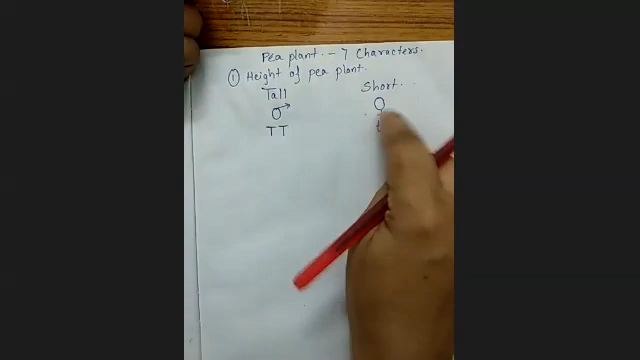 Pea plant. - 7 Characters.
① Height of pea plant.
Tall Short
TT t